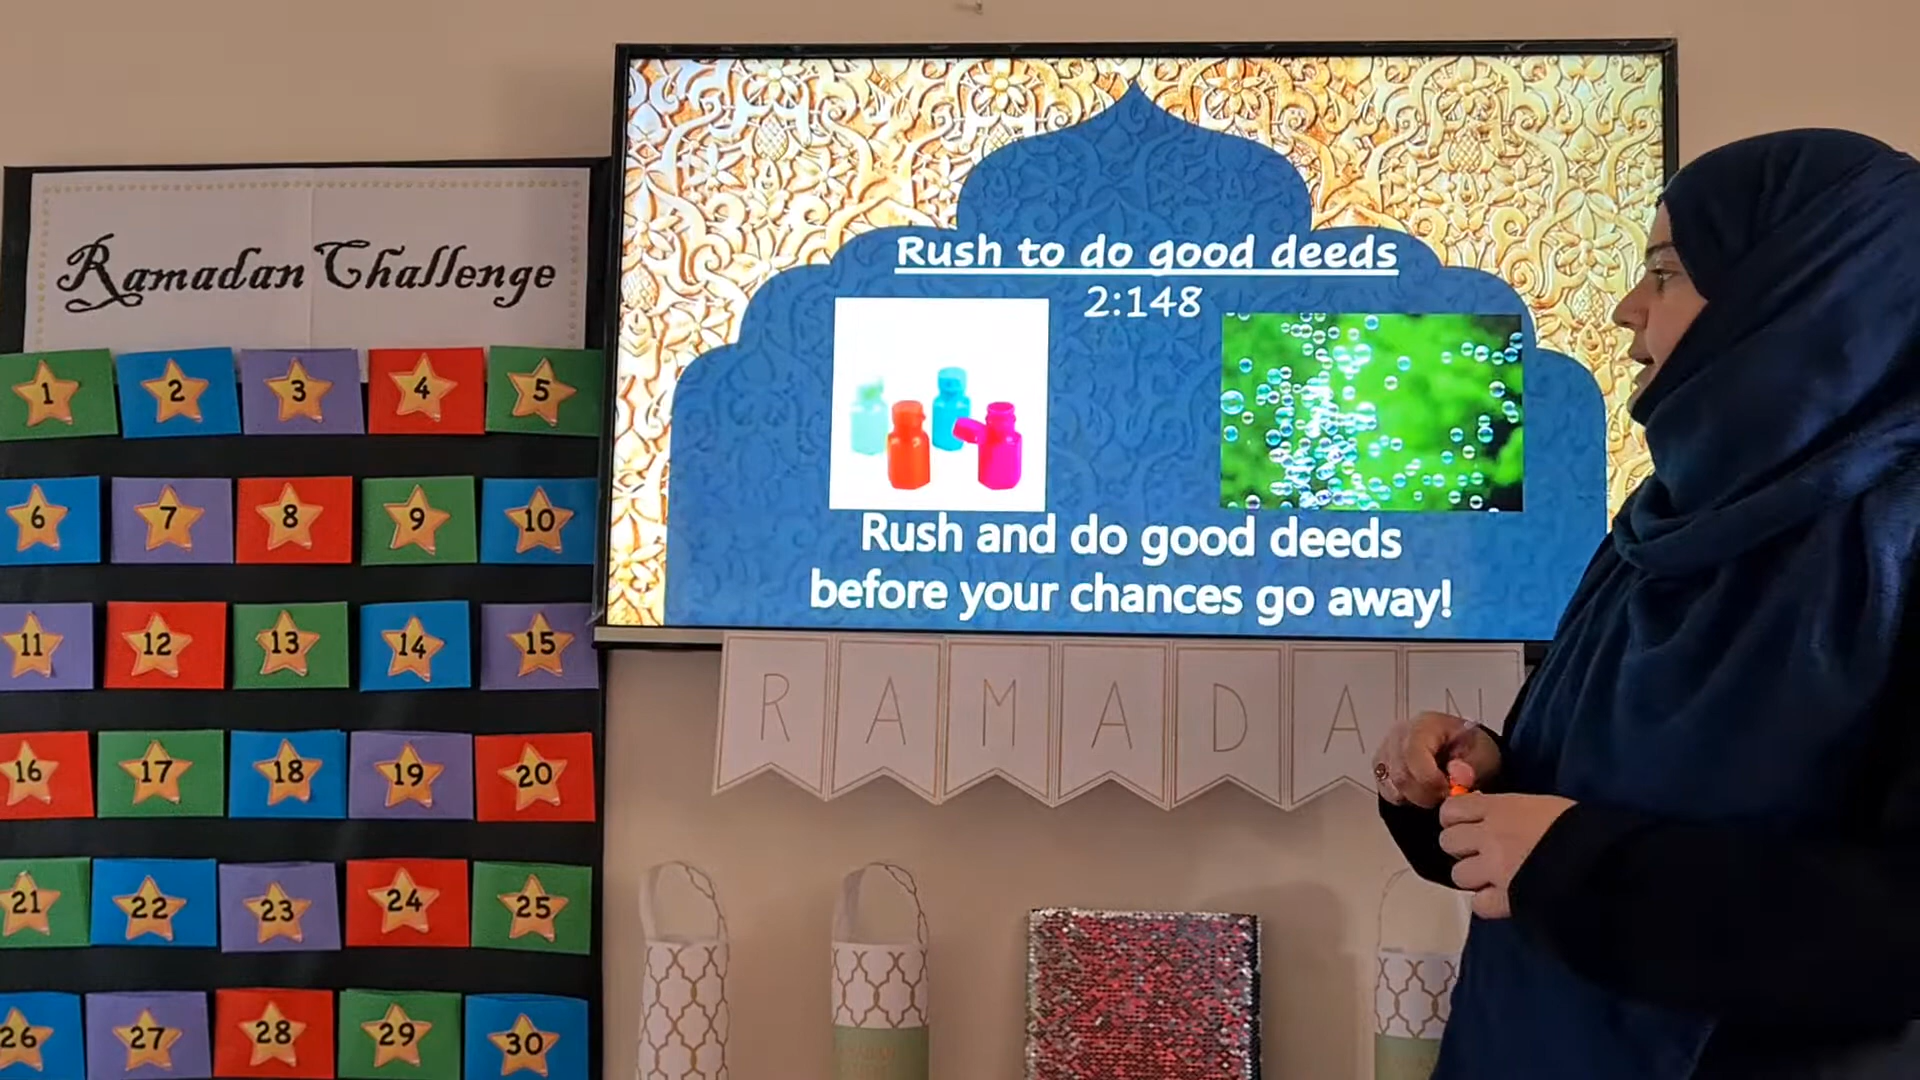 Ramadan Challenge
1 2 3 4 5
6 7 8 9 10
11 12 13 14 15
16 17 18 19 20
21 22 23 24 25
26 27 28 29 30
Rush to do good deeds
2:148
Rush and do good deeds
before your chances go away!
RAMADAN